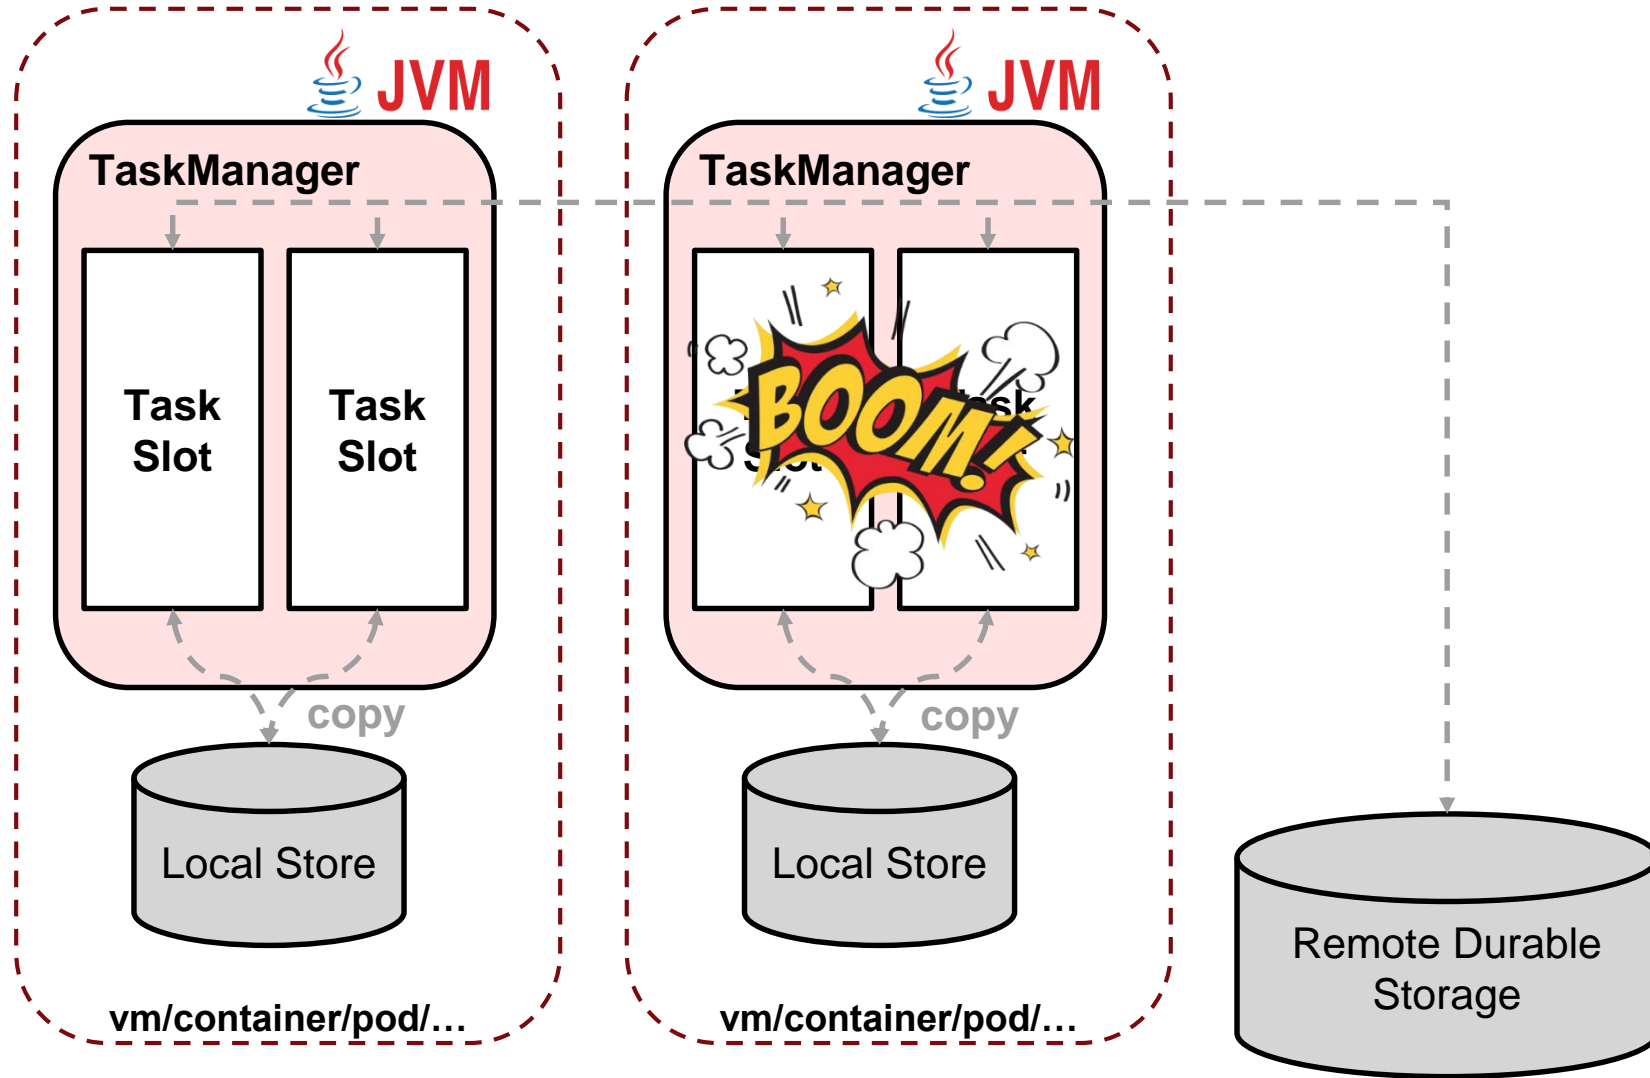 JVM
JVM
TaskManager
TaskManager
Task
Slot
Task
Slot
BOOM!
copy
copy
Local Store
Local Store
Remote Durable
Storage
vm/container/pod/…
vm/container/pod/…